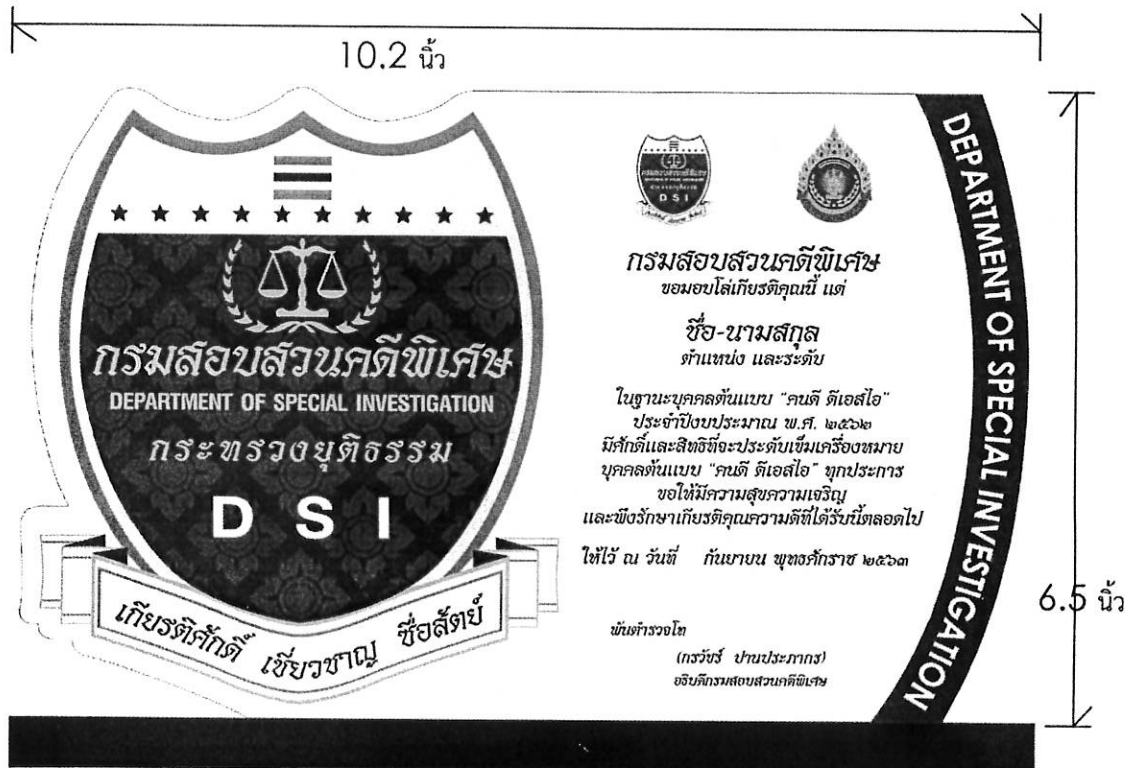 10.2 นิ้ว
กรมสอบสวนคดีพิเศษ
DEPARTMENT OF SPECIAL INVESTIGATION
กระทรวงยุติธรรม
DSI
เกียรติศักดิ์ เชี่ยวชาญ ซื่อสัตย์
กรมสอบสวนคดีพิเศษ
DSI
กรมสอบสวนคดีพิเศษ
ขอมอบโล่เกียรติคุณนี้ แด่
ชื่อ-นามสกุล
ตำแหน่ง และระดับ
ในฐานะบุคคลต้นแบบ "คนดี ดีเอสไอ"
ประจำปีงบประมาณ พ.ศ. ๒๕๖๒
มีศักดิ์และสิทธิที่จะประดับเข็มเครื่องหมาย
บุคคลต้นแบบ "คนดี ดีเอสไอ" ทุกประการ
ขอให้มีความสุขความเจริญ
และพึงรักษาเกียรติคุณความดีที่ได้รับนี้ตลอดไป
ให้ไว้ ณ วันที่ กันยายน พุทธศักราช ๒๕๖๓
พันตำรวจโท
(กรวัชร์ ปานประภากร)
อธิบดีกรมสอบสวนคดีพิเศษ
DEPARTMENT OF SPECIAL INVESTIGATION
6.5 นิ้ว